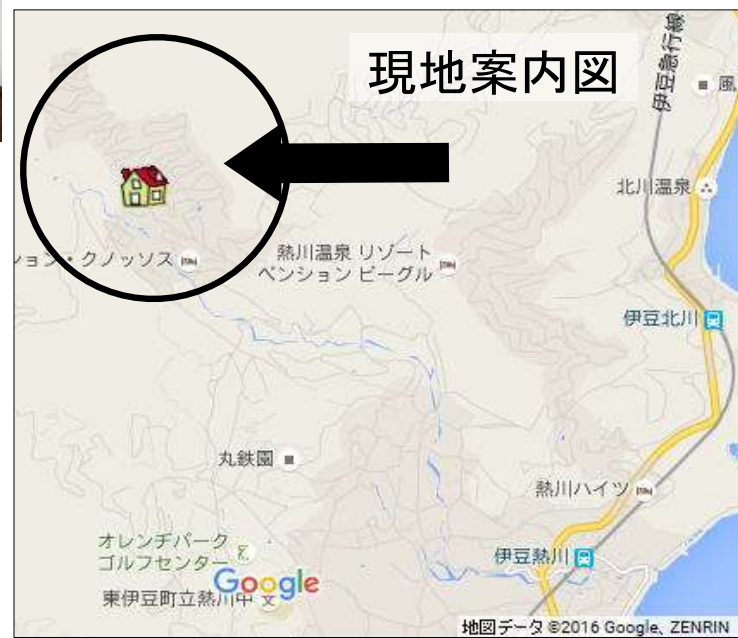 現地案内図
伊豆急行線
風
北川温泉
ション・クノッソス
熱川温泉 リゾート
ペンション ビーグル
伊豆北川
丸鉄園
熱川ハイツ
オレンヂパーク
ゴルフセンター
伊豆熱川
Google
東伊豆町立熱川中
地図データ ©2016 Google, ZENRIN